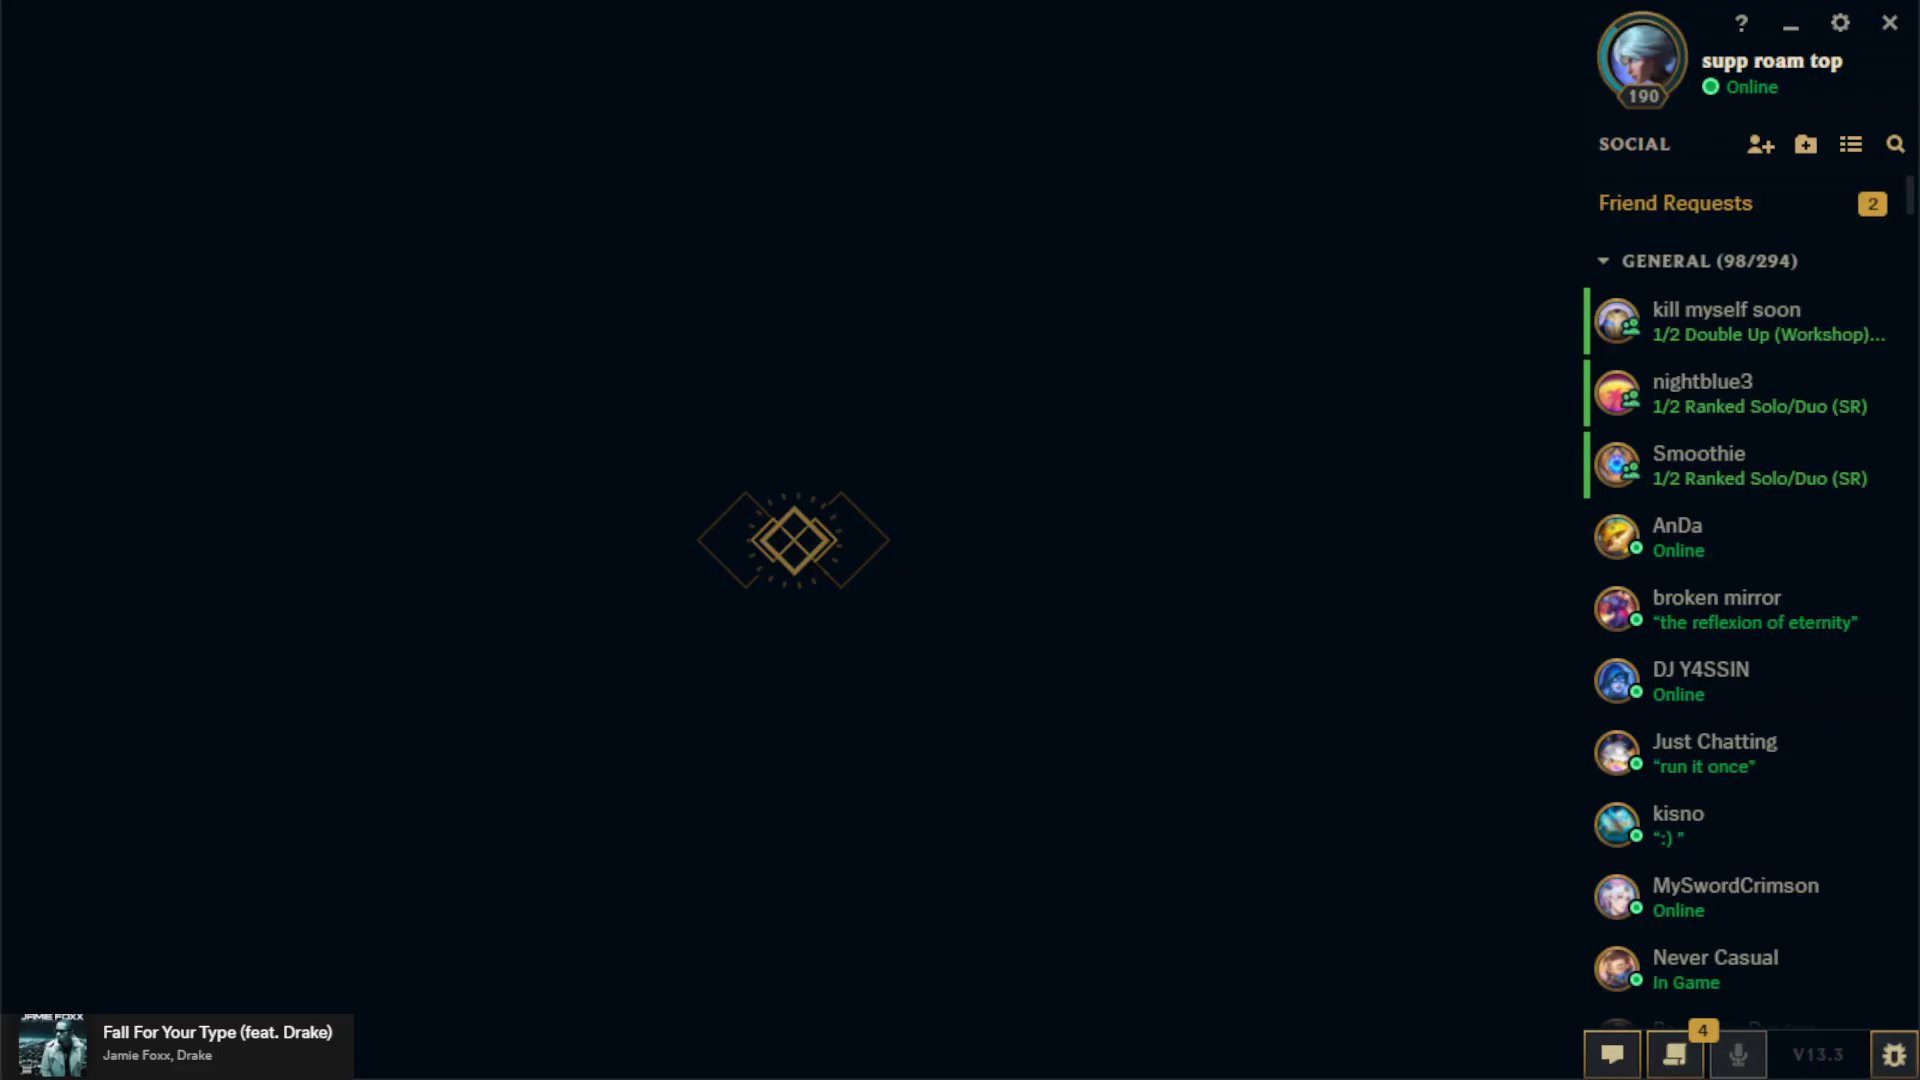 ?
supp roam top
190
Online
SOCIAL
Friend Requests
2
GENERAL (98/294)
kill myself soon
1/2 Double Up (Workshop)...
nightblue3
1/2 Ranked Solo/Duo (SR)
Smoothie
1/2 Ranked Solo/Duo (SR)
AnDa
Online
broken mirror
“the reflexion of eternity”
DJ Y4SSIN
Online
Just Chatting
“run it once”
kisno
“:) ”
MySwordCrimson
Online
Never Casual
In Game
JAMIE FOXX
Fall For Your Type (feat. Drake)
Jamie Foxx, Drake
4
V13.3